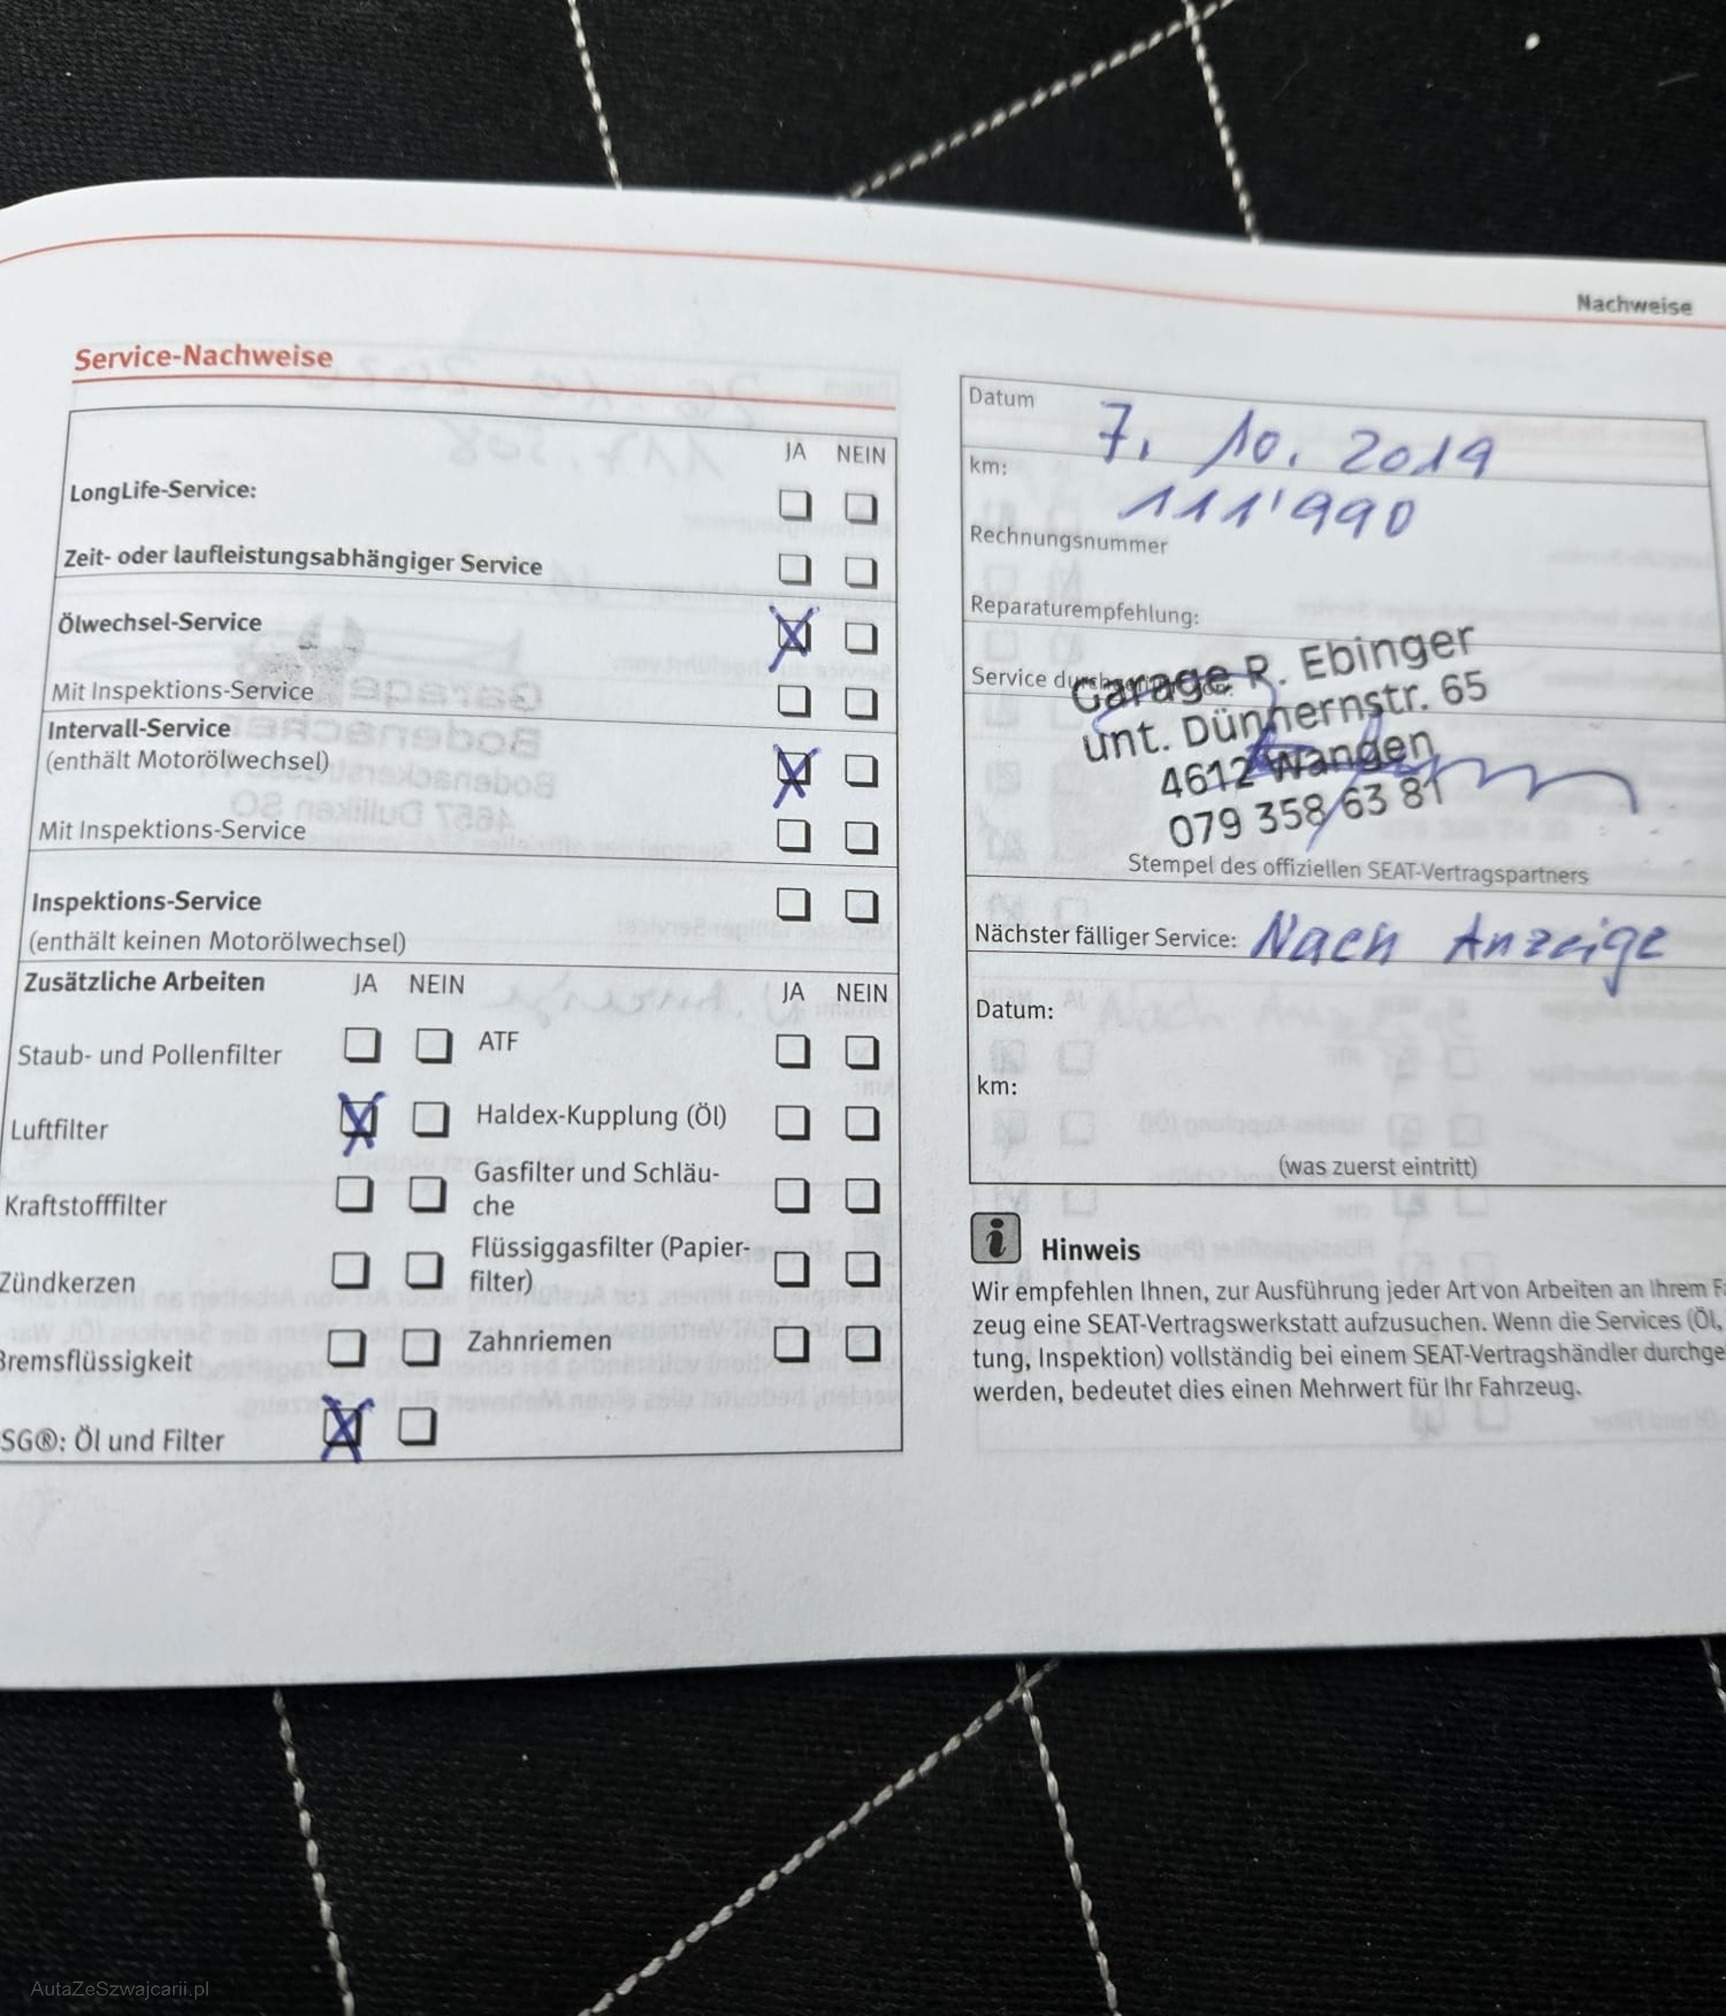 Nachweise
Service-Nachweise
JA NEIN
LongLife-Service:
Zeit- oder laufleistungsabhängiger Service
Ölwechsel-Service
Mit Inspektions-Service
Intervall-Service
(enthält Motorölwechsel)
Mit Inspektions-Service
Inspektions-Service
(enthält keinen Motorölwechsel)
Zusätzliche Arbeiten JA NEIN JA NEIN
Staub- und Pollenfilter ATF
Luftfilter Haldex-Kupplung (Öl)
Kraftstofffilter Gasfilter und Schläu-
che
Zündkerzen Flüssiggasfilter (Papier-
filter)
Bremsflüssigkeit Zahnriemen
SG®: Öl und Filter
Datum 7. 10. 2019
km: 111'990
Rechnungsnummer
Reparaturempfehlung:
Service
Garage R. Ebinger
unt. Dünnernstr. 65
4612 Wangen
079 358 63 81
Stempel des offiziellen SEAT-Vertragspartners
Nächster fälliger Service: Nach Anzeige
Datum:
km:
(was zuerst eintritt)
Hinweis
Wir empfehlen Ihnen, zur Ausführung jeder Art von Arbeiten an Ihrem F
zeug eine SEAT-Vertragswerkstatt aufzusuchen. Wenn die Services (Öl,
tung, Inspektion) vollständig bei einem SEAT-Vertragshändler durchge
werden, bedeutet dies einen Mehrwert für Ihr Fahrzeug.
AutaZeSzwajcarii.pl